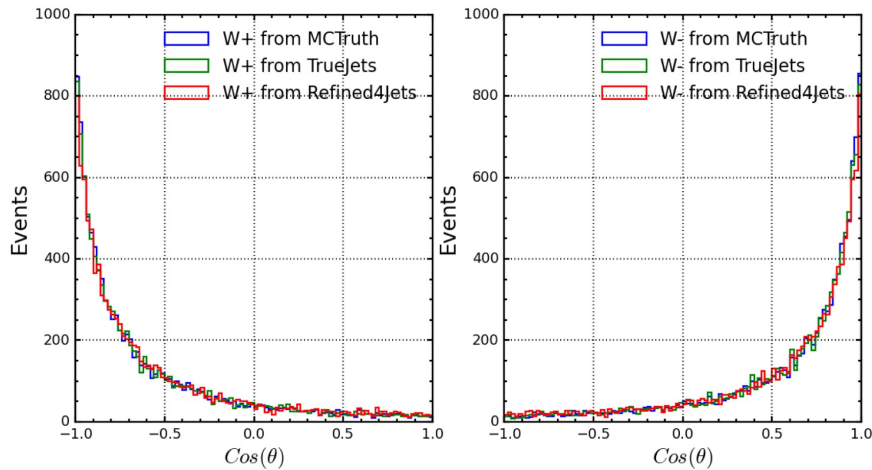 1000
800
600
400
200
0
Events
W+ from MCTruth
W+ from TrueJets
W+ from Refined4Jets
−1.0 −0.5 0.0 0.5 1.0
Cos(θ)
1000
800
600
400
200
0
Events
W- from MCTruth
W- from TrueJets
W- from Refined4Jets
−1.0 −0.5 0.0 0.5 1.0
Cos(θ)